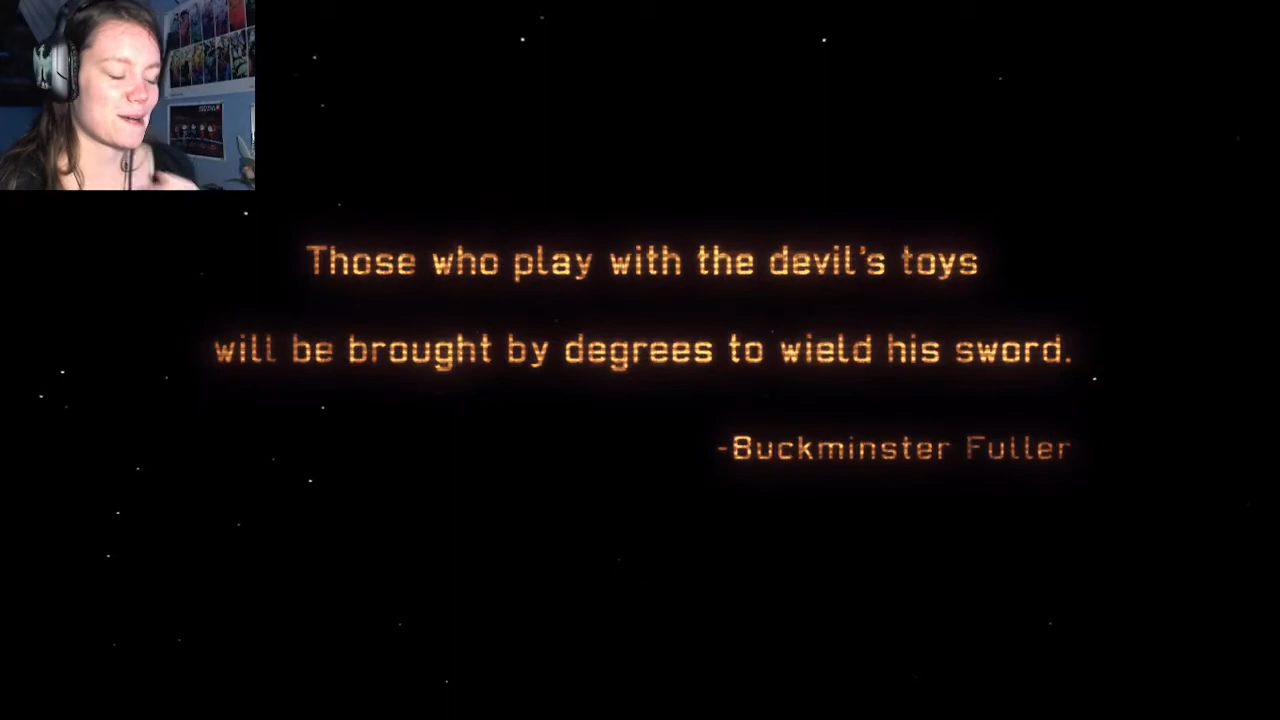 Those who play with the devil's toys
will be brought by degrees to wield his sword.
-Buckminster Fuller